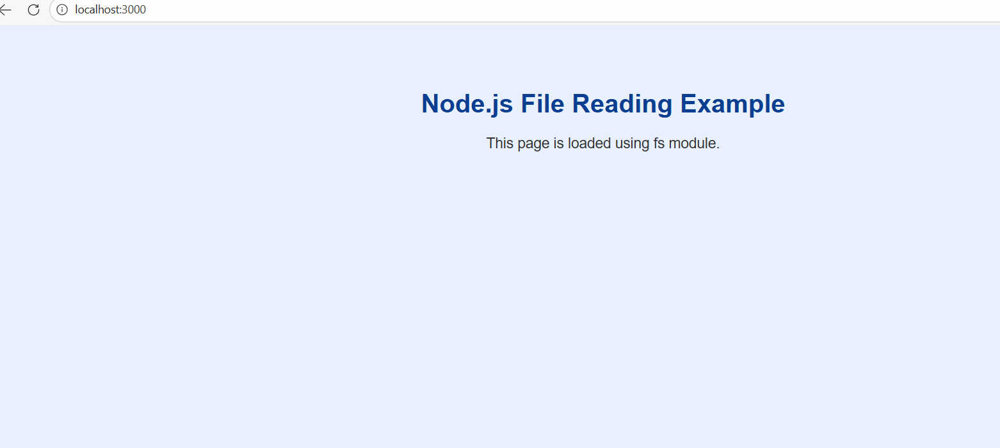 localhost:3000
Node.js File Reading Example
This page is loaded using fs module.